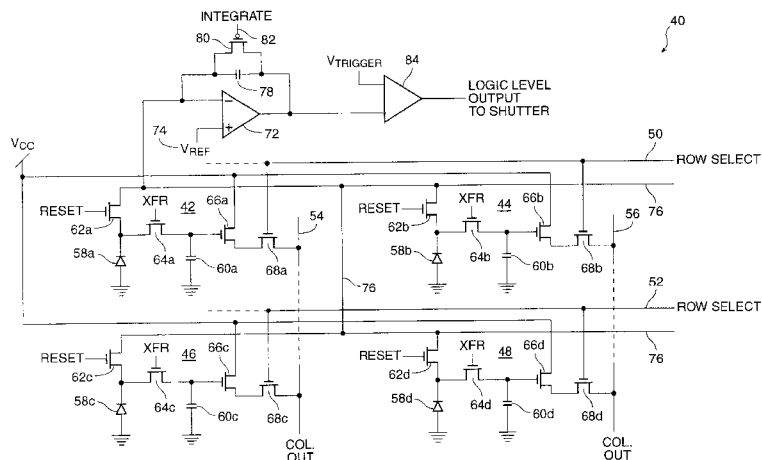 INTEGRATE
40
80
82
78
V_TRIGGER
84
LOGIC LEVEL
OUTPUT
TO SHUTTER
−
+
72
74
V_REF
V_CC
50
ROW SELECT
76
RESET
XFR
42
66a
54
62a
58a
64a
60a
68a
RESET
XFR
44
66b
56
62b
58b
64b
60b
68b
76
52
ROW SELECT
76
RESET
XFR
46
66c
62c
58c
64c
60c
68c
RESET
XFR
48
66d
62d
58d
64d
60d
68d
COL.
OUT
COL.
OUT